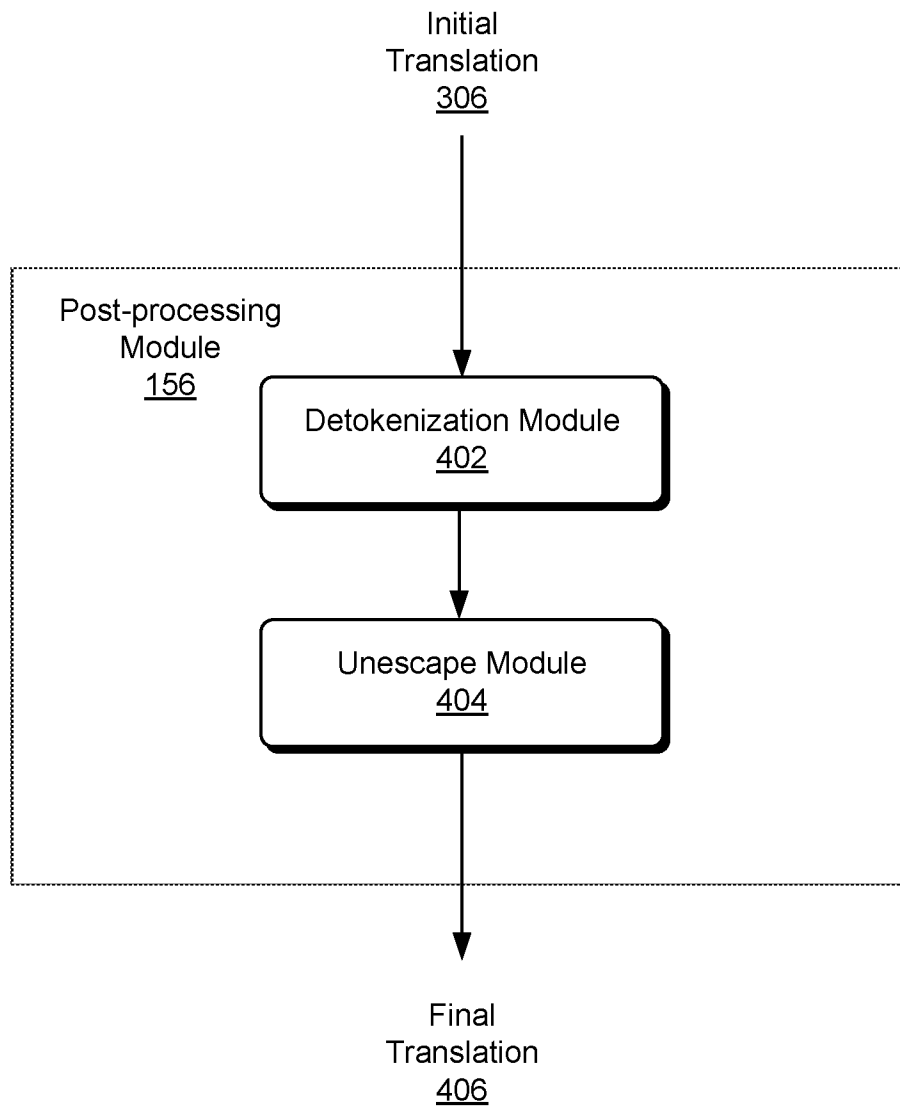 Initial
Translation
306
Post-processing
Module
156
Detokenization Module
402
Unescape Module
404
Final
Translation
406